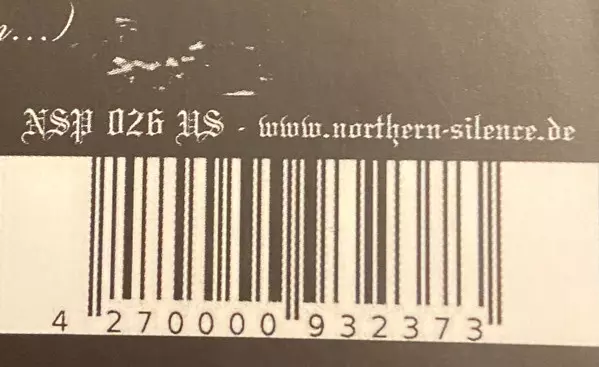 NSP 026 US - www.northern-silence.de
4 270000 932373